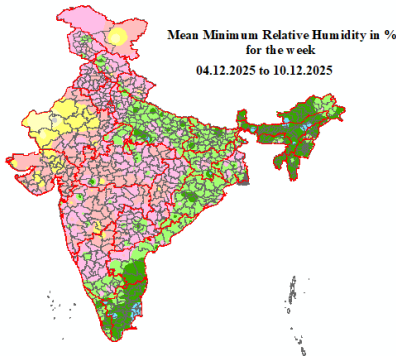 Mean Minimum Relative Humidity in %
for the week
04.12.2025 to 10.12.2025